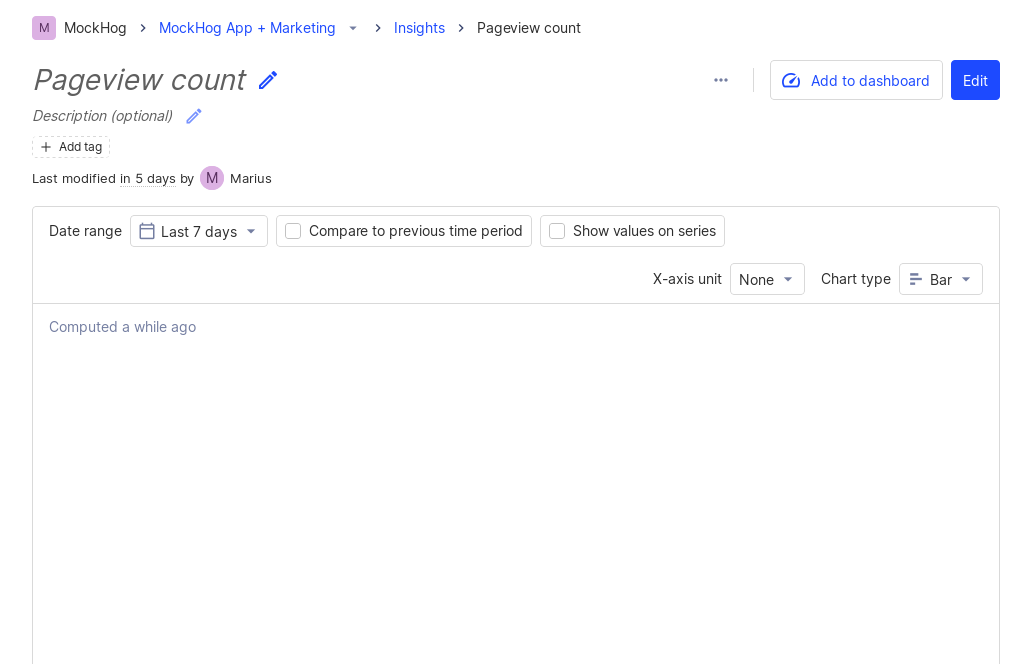 M MockHog MockHog App + Marketing Insights Pageview count
Pageview count
Add to dashboard Edit
Description (optional)
Add tag
Last modified in 5 days by M Marius
Date range Last 7 days Compare to previous time period Show values on series
X-axis unit None Chart type Bar
Computed a while ago